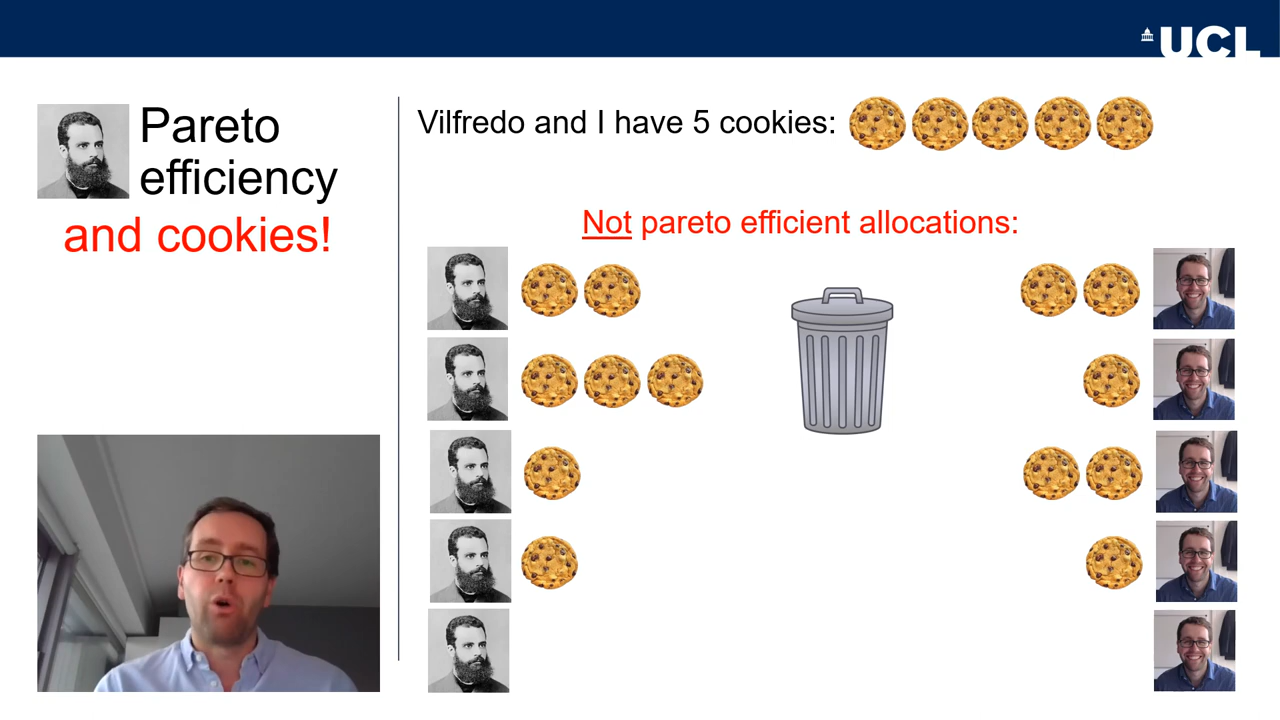 UCL
Pareto
efficiency
and cookies!
Vilfredo and I have 5 cookies:
Not pareto efficient allocations: